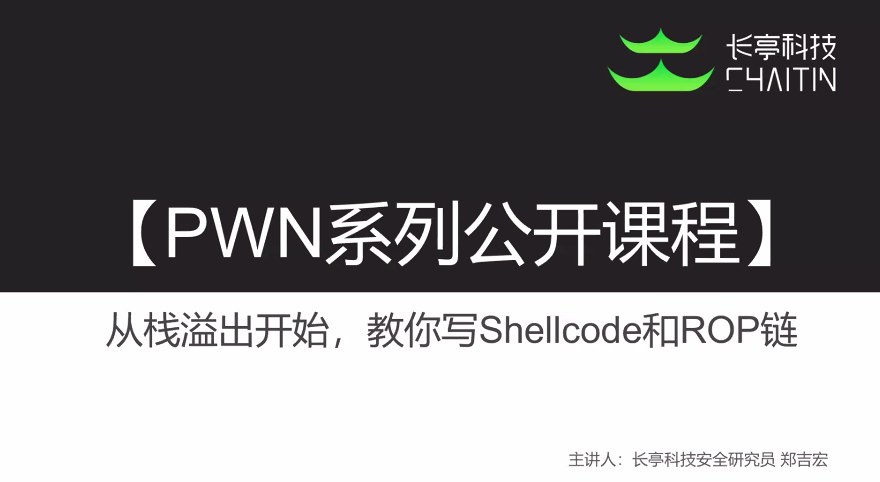 长亭科技
CHAITIN
【PWN系列公开课程】
从栈溢出开始，教你写Shellcode和ROP链
主讲人：长亭科技安全研究员 郑吉宏